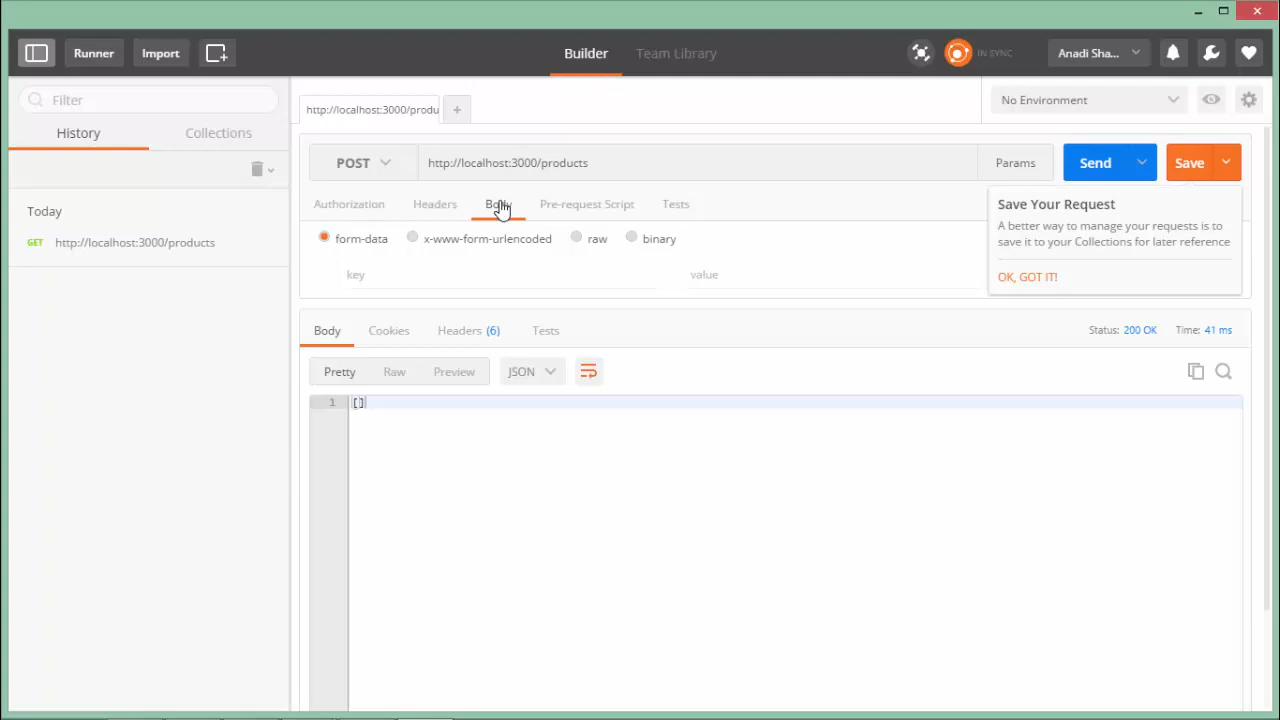 Runner Import Builder Team Library IN SYNC Anadi Sha...
Filter
History Collections
Today
GET http://localhost:3000/products
http://localhost:3000/produ +
No Environment
POST http://localhost:3000/products Params Send Save
Authorization Headers Body Pre-request Script Tests
form-data x-www-form-urlencoded raw binary
key value
Save Your Request
A better way to manage your requests is to
save it to your Collections for later reference
OK, GOT IT!
Body Cookies Headers (6) Tests Status: 200 OK Time: 41 ms
Pretty Raw Preview JSON
1 []